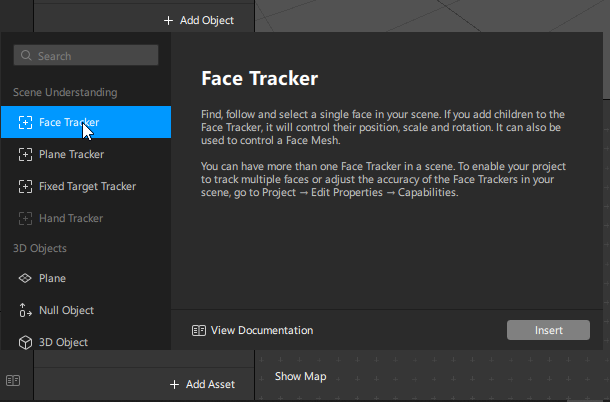 + Add Object
Search
Scene Understanding
Face Tracker
Plane Tracker
Fixed Target Tracker
Hand Tracker
3D Objects
Plane
Null Object
3D Object
Face Tracker
Find, follow and select a single face in your scene. If you add children to the
Face Tracker, it will control their position, scale and rotation. It can also be
used to control a Face Mesh.
You can have more than one Face Tracker in a scene. To enable your project
to track multiple faces or adjust the accuracy of the Face Trackers in your
scene, go to Project → Edit Properties → Capabilities.
View Documentation
Insert
+ Add Asset
Show Map